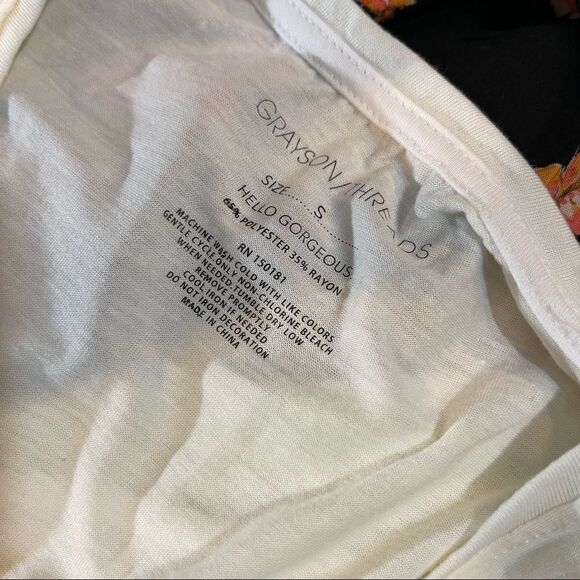 GRAYSON/THREADS
SIZE........S........
HELLO GORGEOUS
65% POLYESTER 35% RAYON
RN 150181
MACHINE WASH COLD WITH LIKE COLORS
GENTLE CYCLE.ONLY NON-CHLORINE BLEACH
WHEN NEEDED.TUMBLE DRY LOW
REMOVE PROMPTLY
COOL IRON IF NEEDED
DO NOT IRON DECORATION
MADE IN CHINA